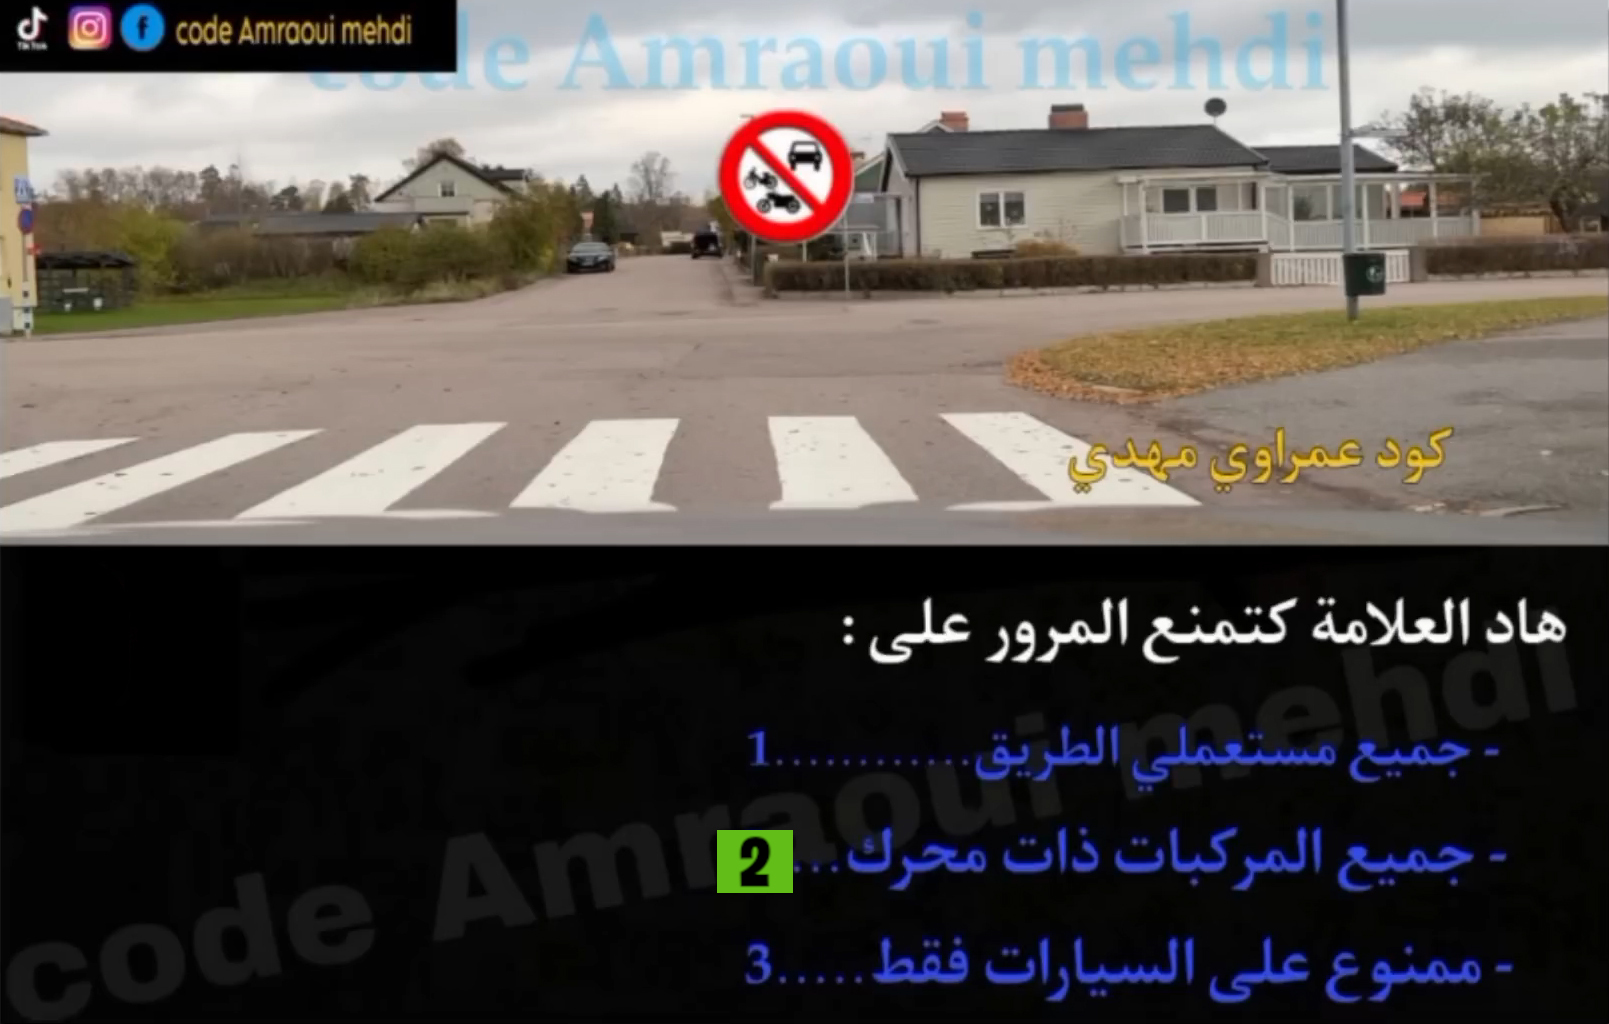 code Amraoui mehdi
code Amraoui mehdi
كود عمراوي مهدي
هاد العلامة كتمنع المرور على :
- جميع مستعملي الطريق............1
- جميع المركبات ذات محرك...2
- ممنوع على السيارات فقط.....3
code Amraoui mehdi